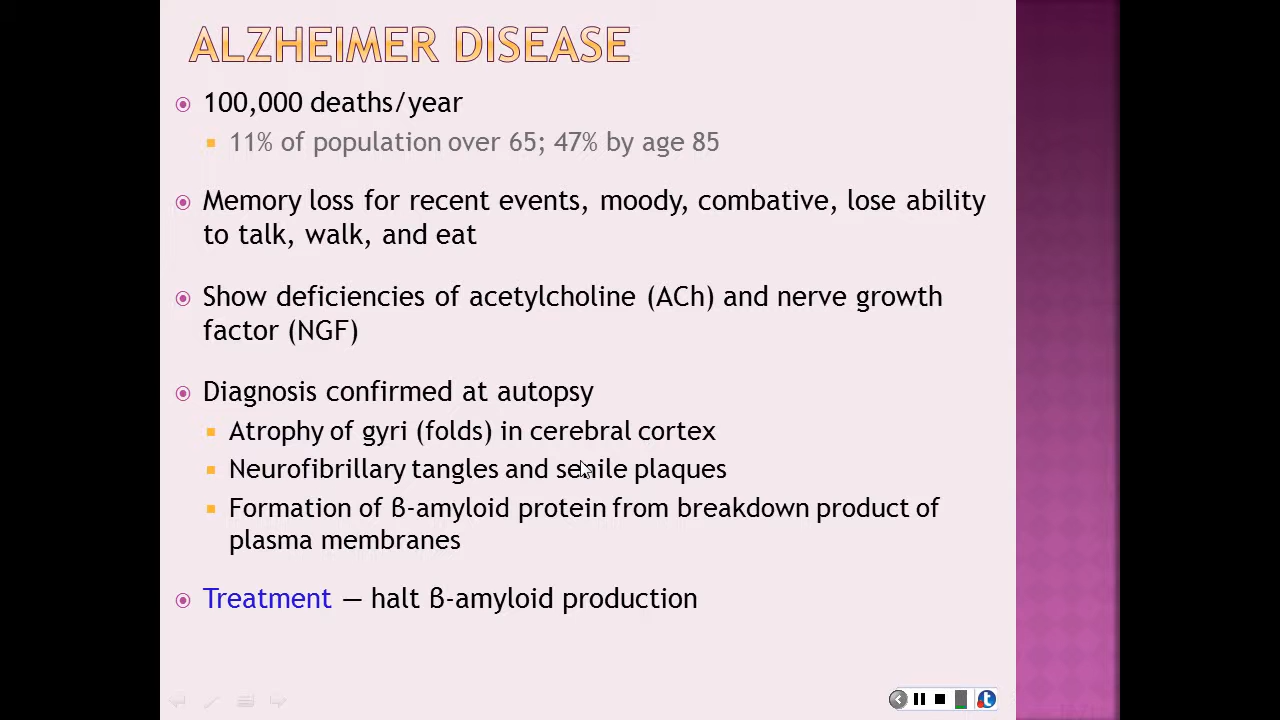 ALZHEIMER DISEASE
100,000 deaths/year
11% of population over 65; 47% by age 85
Memory loss for recent events, moody, combative, lose ability
to talk, walk, and eat
Show deficiencies of acetylcholine (ACh) and nerve growth
factor (NGF)
Diagnosis confirmed at autopsy
Atrophy of gyri (folds) in cerebral cortex
Neurofibrillary tangles and senile plaques
Formation of ß-amyloid protein from breakdown product of
plasma membranes
Treatment — halt ß-amyloid production